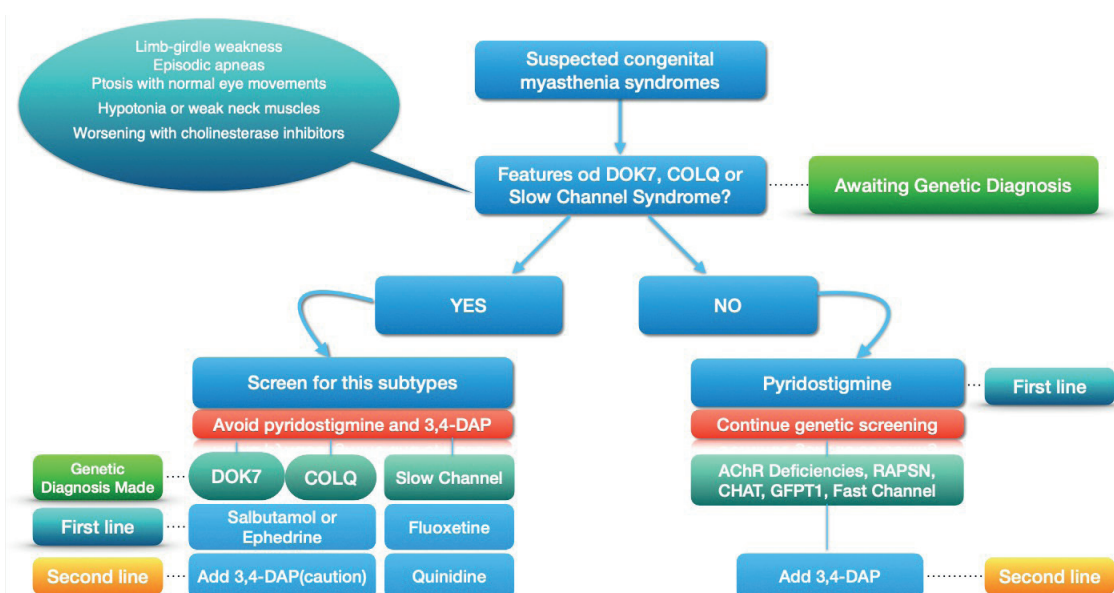 Limb-girdle weakness
Episodic apneas
Ptosis with normal eye movements
Hypotonia or weak neck muscles
Worsening with cholinesterase inhibitors
Suspected congenital
myasthenia syndromes
Features od DOK7, COLQ or
Slow Channel Syndrome?
Awaiting Genetic Diagnosis
YES
NO
Screen for this subtypes
Avoid pyridostigmine and 3,4-DAP
Pyridostigmine
First line
Continue genetic screening
Genetic
Diagnosis Made
DOK7
COLQ
Slow Channel
AChR Deficiencies, RAPSN,
CHAT, GFPT1, Fast Channel
First line
Salbutamol or
Ephedrine
Fluoxetine
Second line
Add 3,4-DAP(caution)
Quinidine
Add 3,4-DAP
Second line